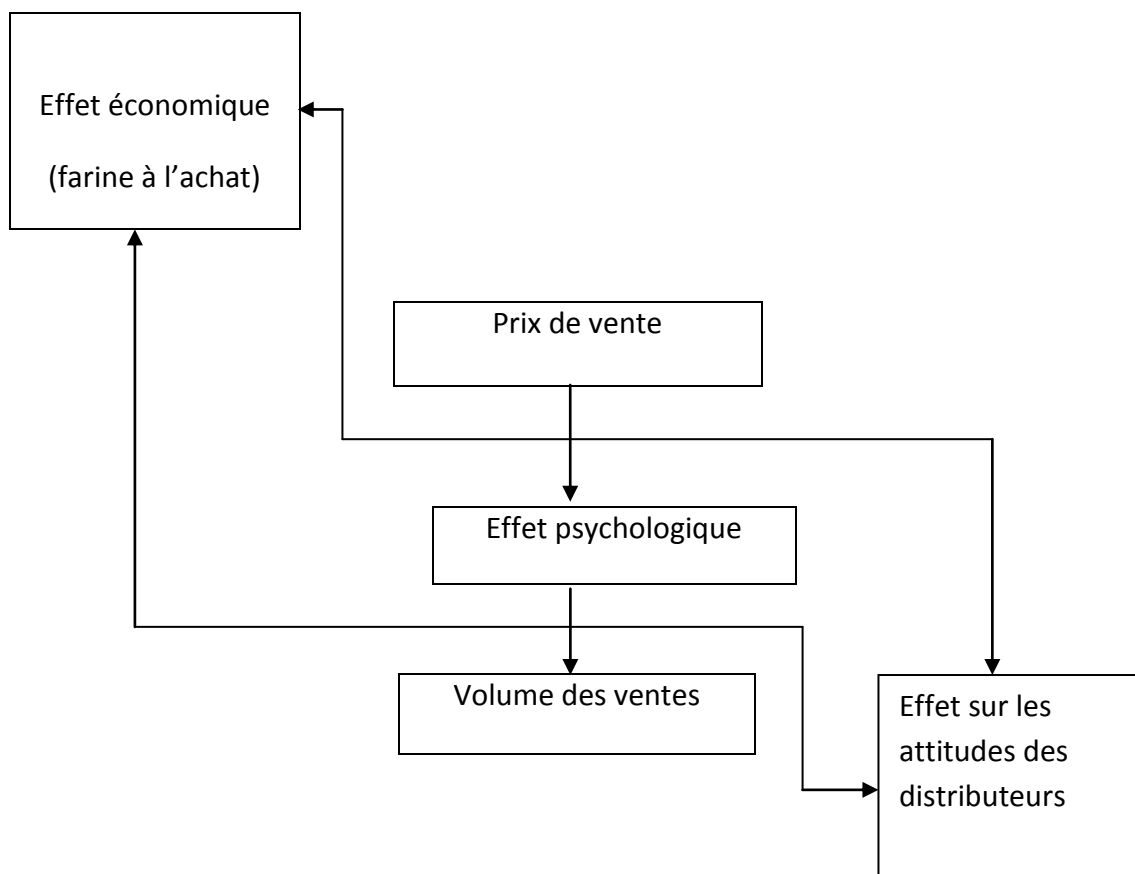 Effet économique
(farine à l’achat)
Prix de vente
Effet psychologique
Volume des ventes
Effet sur les
attitudes des
distributeurs